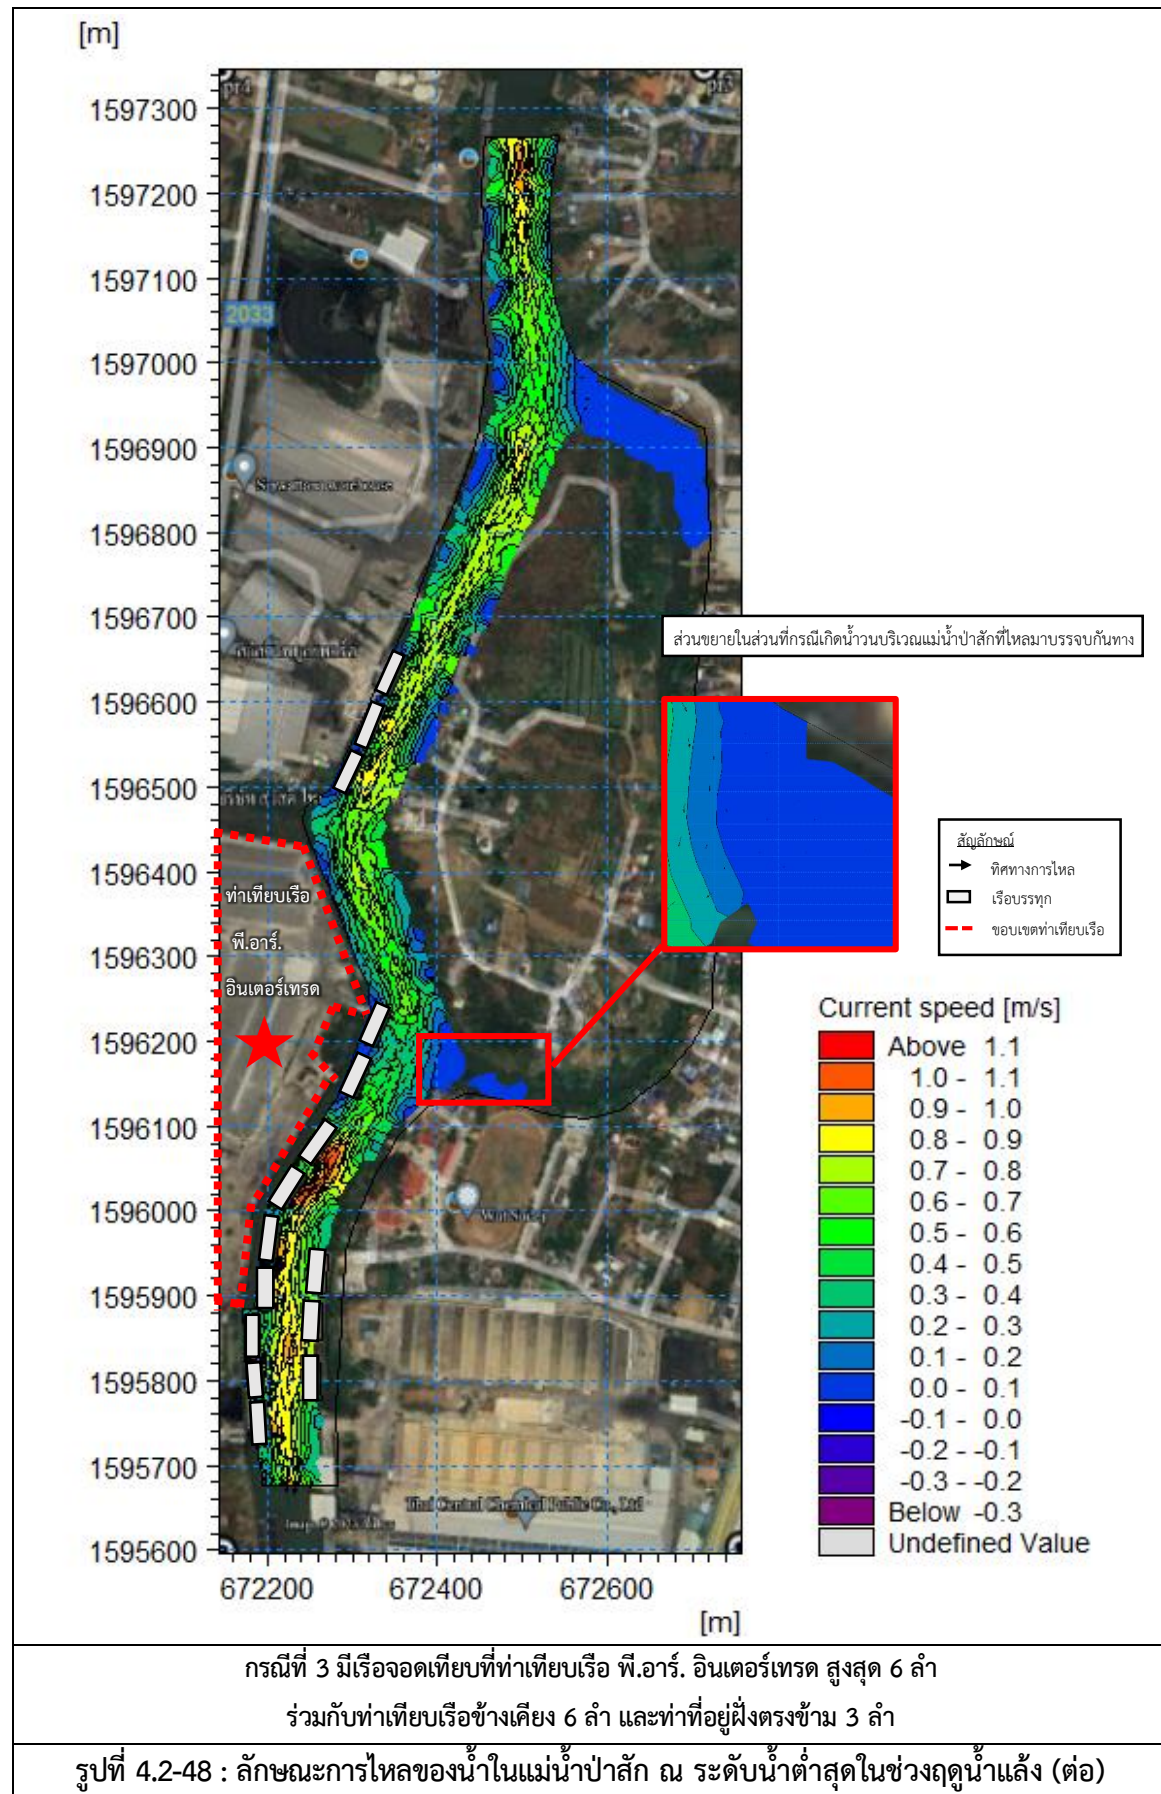 [m]
1597300
1597200
1597100
1597000
1596900
1596800
1596700
1596600
1596500
1596400
1596300
1596200
1596100
1596000
1595900
1595800
1595700
1595600
672200
672400
672600
[m]
2033
ท่าเทียบเรือ
พี.อาร์.
อินเตอร์เทรด
Thai Central Chemical Public Co., Ltd
ส่วนขยายในส่วนที่กรณีเกิดน้ำวนบริเวณแม่น้ำป่าสักที่ไหลมาบรรจบกันทาง
สัญลักษณ์
ทิศทางการไหล
เรือบรรทุก
ขอบเขตท่าเทียบเรือ
Current speed [m/s]
Above 1.1
1.0 - 1.1
0.9 - 1.0
0.8 - 0.9
0.7 - 0.8
0.6 - 0.7
0.5 - 0.6
0.4 - 0.5
0.3 - 0.4
0.2 - 0.3
0.1 - 0.2
0.0 - 0.1
-0.1 - 0.0
-0.2 - -0.1
-0.3 - -0.2
Below -0.3
Undefined Value
กรณีที่ 3 มีเรือจอดเทียบที่ท่าเทียบเรือ พี.อาร์. อินเตอร์เทรด สูงสุด 6 ลำ
ร่วมกับท่าเทียบเรือข้างเคียง 6 ลำ และท่าที่อยู่ฝั่งตรงข้าม 3 ลำ
รูปที่ 4.2-48 : ลักษณะการไหลของน้ำในแม่น้ำป่าสัก ณ ระดับน้ำต่ำสุดในช่วงฤดูน้ำแล้ง (ต่อ)